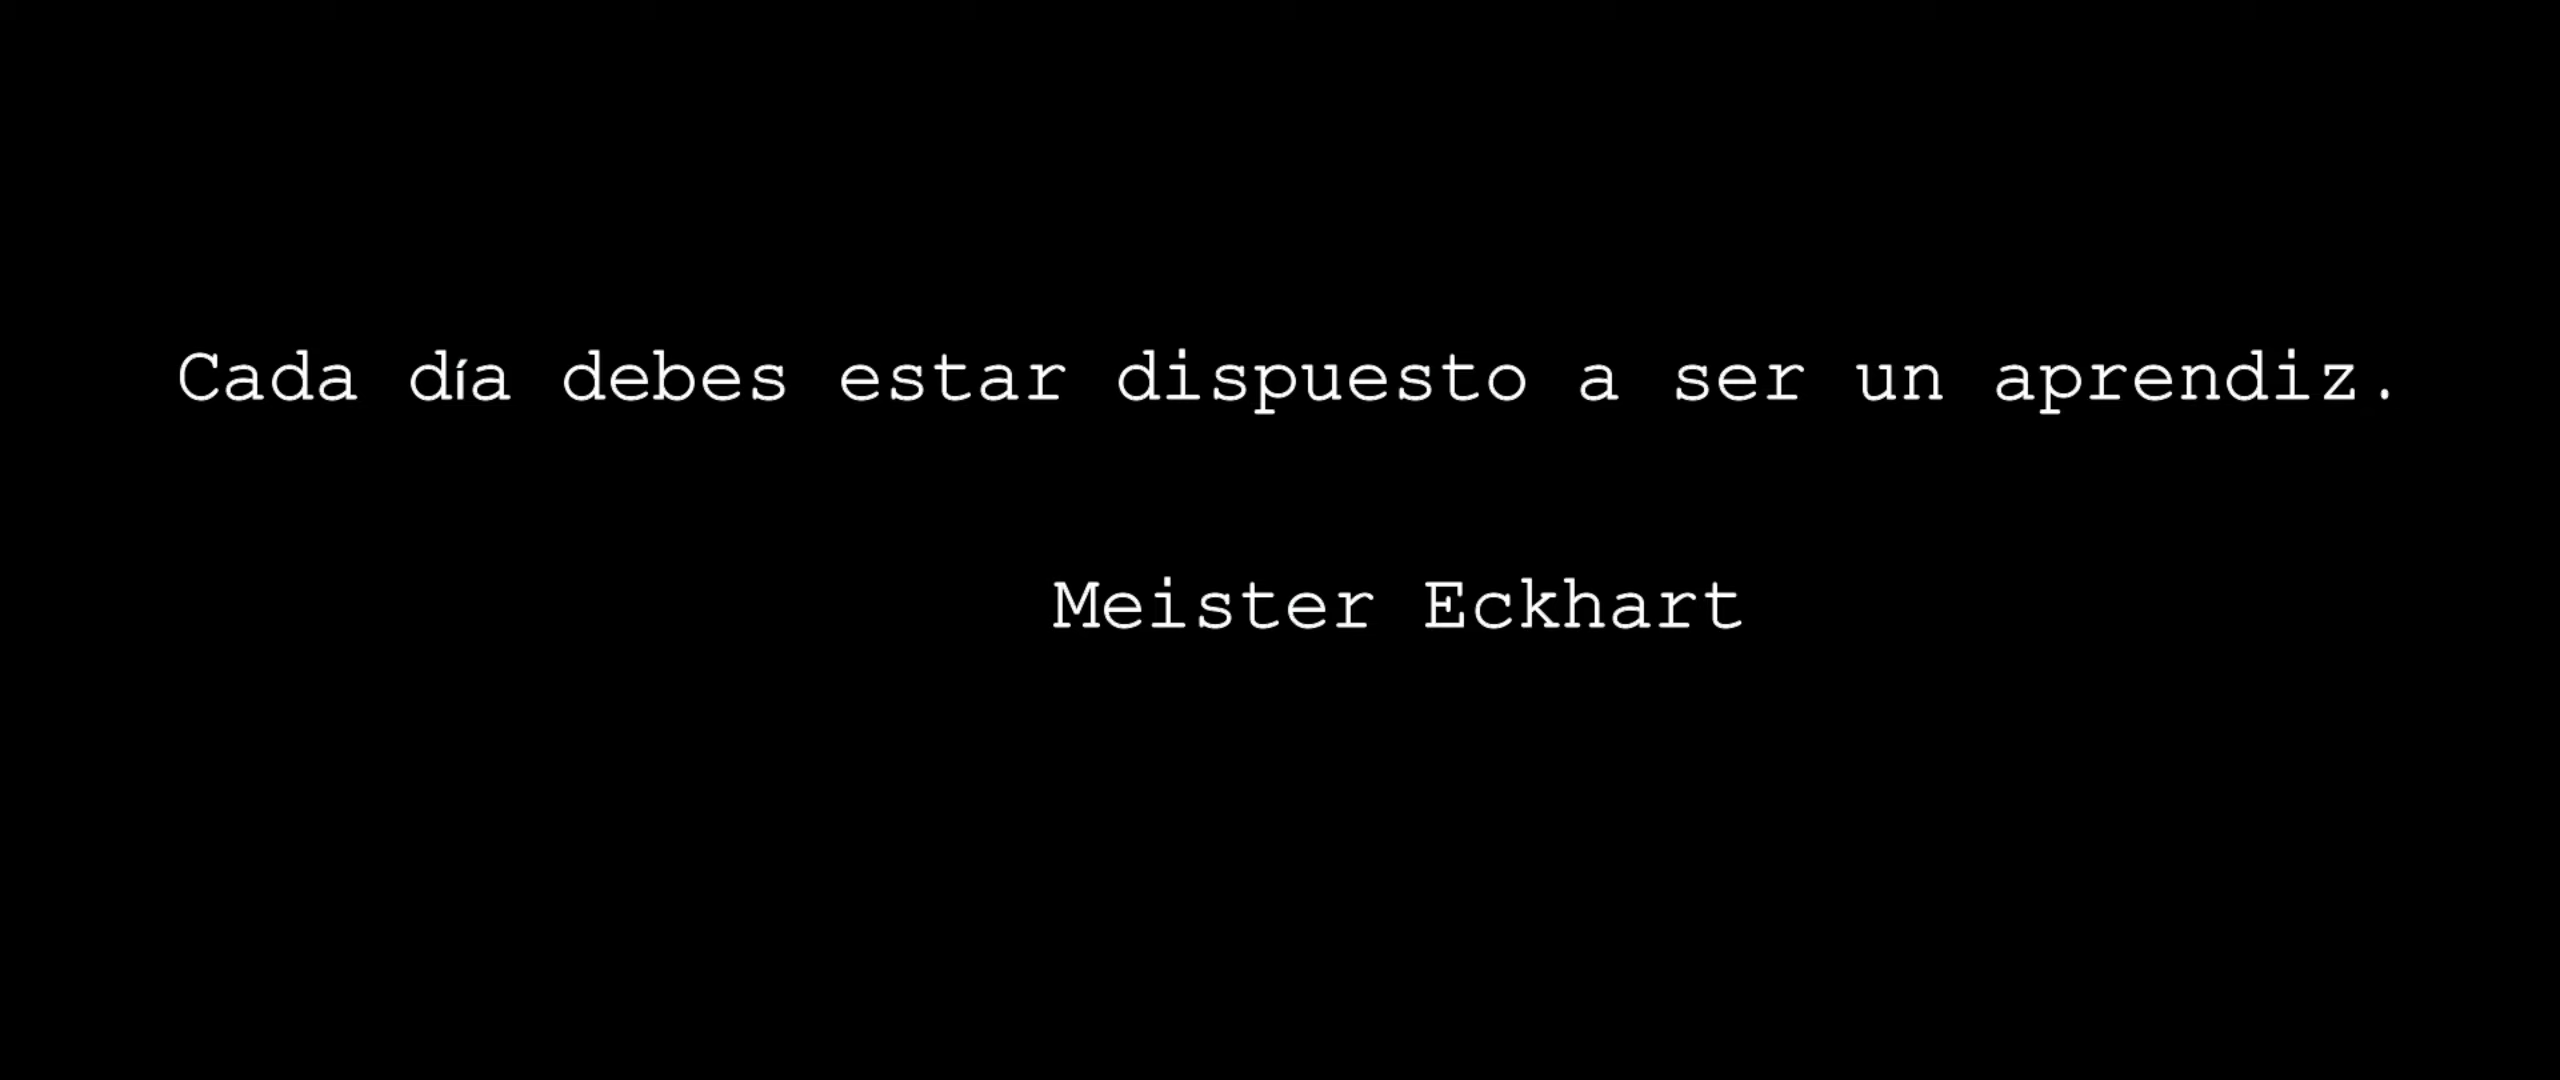 Cada día debes estar dispuesto a ser un aprendiz.
Meister Eckhart